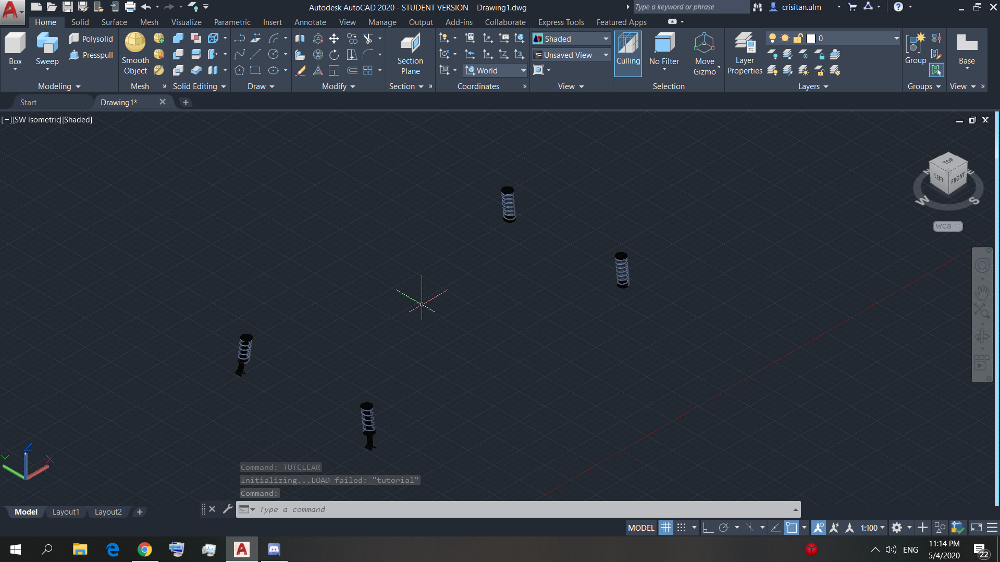 Autodesk AutoCAD 2020 - STUDENT VERSION Drawing1.dwg
Type a keyword or phrase
crisitan.ulm
Home Solid Surface Mesh Visualize Parametric Insert Annotate View Manage Output Add-ins Collaborate Express Tools Featured Apps
Box
Sweep
Polysolid
Presspull
Modeling
Smooth
Object
Mesh
Solid Editing
Draw
Modify
Section
Plane
Section
World
Coordinates
Shaded
Unsaved View
View
Culling
No Filter
Move
Gizmo
Selection
Layer
Properties
0
Layers
Group
Groups
Base
View
Start
Drawing1*
[−][SW Isometric][Shaded]
TOP
LEFT
FRONT
N
E
W
S
WCS
Z
Y
X
Command: TUTCLEAR
Initializing...LOAD failed: "tutorial"
Command:
Type a command
Model Layout1 Layout2
MODEL
1:100
ENG
11:14 PM
5/4/2020
22